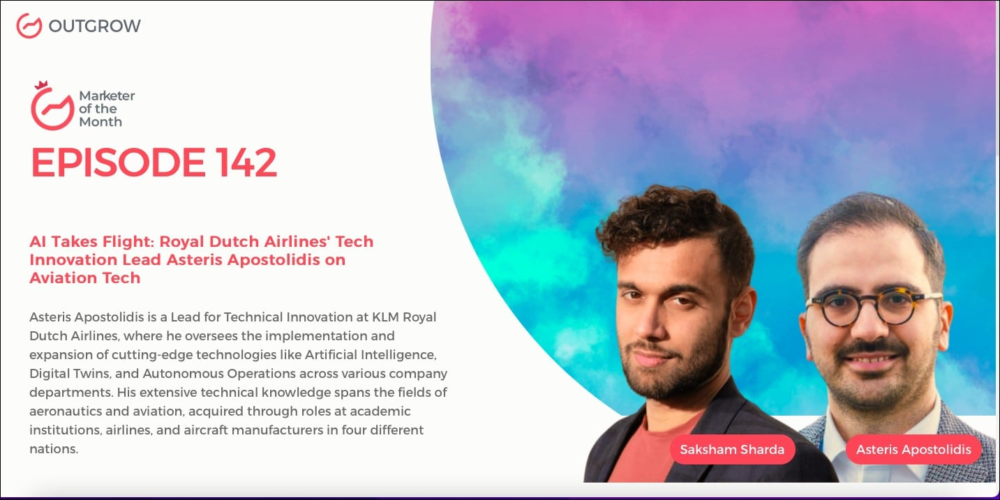 OUTGROW
Marketer
of the
Month
EPISODE 142
AI Takes Flight: Royal Dutch Airlines' Tech
Innovation Lead Asteris Apostolidis on
Aviation Tech
Asteris Apostolidis is a Lead for Technical Innovation at KLM Royal
Dutch Airlines, where he oversees the implementation and
expansion of cutting-edge technologies like Artificial Intelligence,
Digital Twins, and Autonomous Operations across various company
departments. His extensive technical knowledge spans the fields of
aeronautics and aviation, acquired through roles at academic
institutions, airlines, and aircraft manufacturers in four different
nations.
Saksham Sharda
Asteris Apostolidis